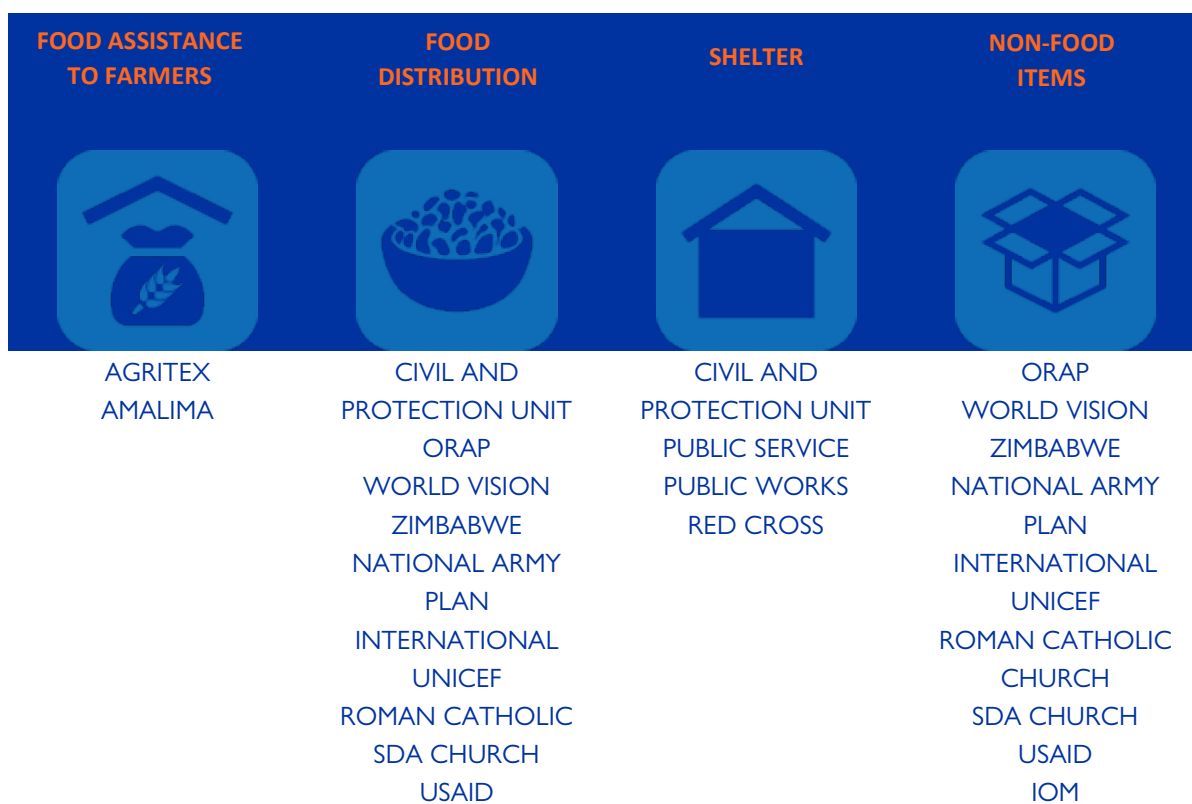 FOOD ASSISTANCE
TO FARMERS
FOOD
DISTRIBUTION
SHELTER
NON-FOOD
ITEMS
AGRITEX
AMALIMA
CIVIL AND
PROTECTION UNIT
ORAP
WORLD VISION
ZIMBABWE
NATIONAL ARMY
PLAN
INTERNATIONAL
UNICEF
ROMAN CATHOLIC
SDA CHURCH
USAID
CIVIL AND
PROTECTION UNIT
PUBLIC SERVICE
PUBLIC WORKS
RED CROSS
ORAP
WORLD VISION
ZIMBABWE
NATIONAL ARMY
PLAN
INTERNATIONAL
UNICEF
ROMAN CATHOLIC
CHURCH
SDA CHURCH
USAID
IOM